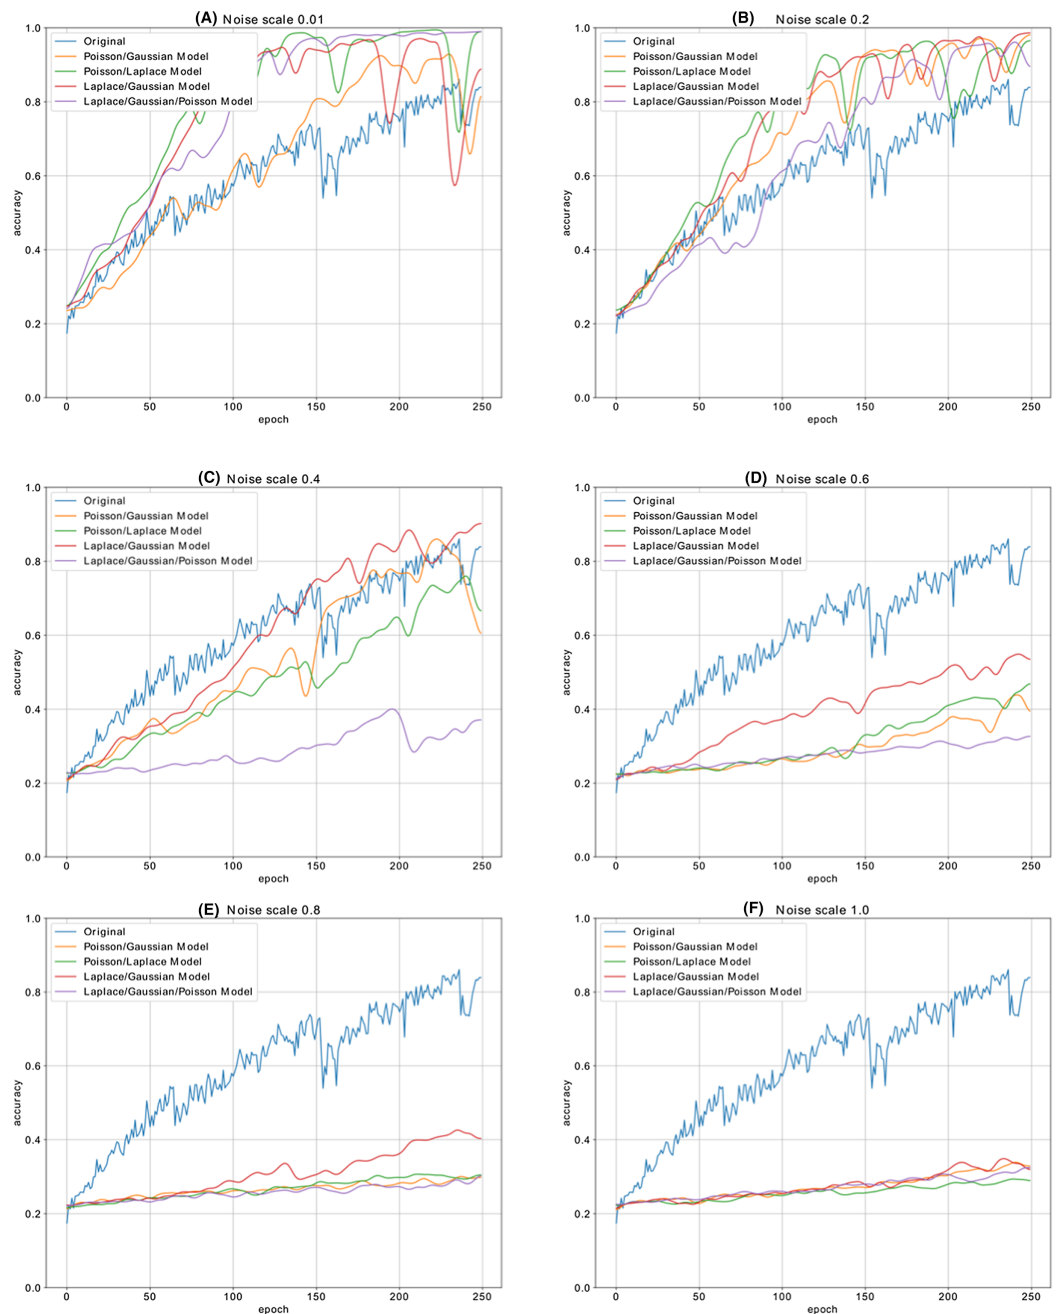 (A) Noise scale 0.01
Original
Poisson/Gaussian Model
Poisson/Laplace Model
Laplace/Gaussian Model
Laplace/Gaussian/Poisson Model
1.0
0.8
0.6
0.4
0.2
0.0
accuracy
0 50 100 150 200 250
epoch
(B) Noise scale 0.2
Original
Poisson/Gaussian Model
Poisson/Laplace Model
Laplace/Gaussian Model
Laplace/Gaussian/Poisson Model
1.0
0.8
0.6
0.4
0.2
0.0
accuracy
0 50 100 150 200 250
epoch
(C) Noise scale 0.4
Original
Poisson/Gaussian Model
Poisson/Laplace Model
Laplace/Gaussian Model
Laplace/Gaussian/Poisson Model
1.0
0.8
0.6
0.4
0.2
0.0
accuracy
0 50 100 150 200 250
epoch
(D) Noise scale 0.6
Original
Poisson/Gaussian Model
Poisson/Laplace Model
Laplace/Gaussian Model
Laplace/Gaussian/Poisson Model
1.0
0.8
0.6
0.4
0.2
0.0
accuracy
0 50 100 150 200 250
epoch
(E) Noise scale 0.8
Original
Poisson/Gaussian Model
Poisson/Laplace Model
Laplace/Gaussian Model
Laplace/Gaussian/Poisson Model
1.0
0.8
0.6
0.4
0.2
0.0
accuracy
0 50 100 150 200 250
epoch
(F) Noise scale 1.0
Original
Poisson/Gaussian Model
Poisson/Laplace Model
Laplace/Gaussian Model
Laplace/Gaussian/Poisson Model
1.0
0.8
0.6
0.4
0.2
0.0
accuracy
0 50 100 150 200 250
epoch